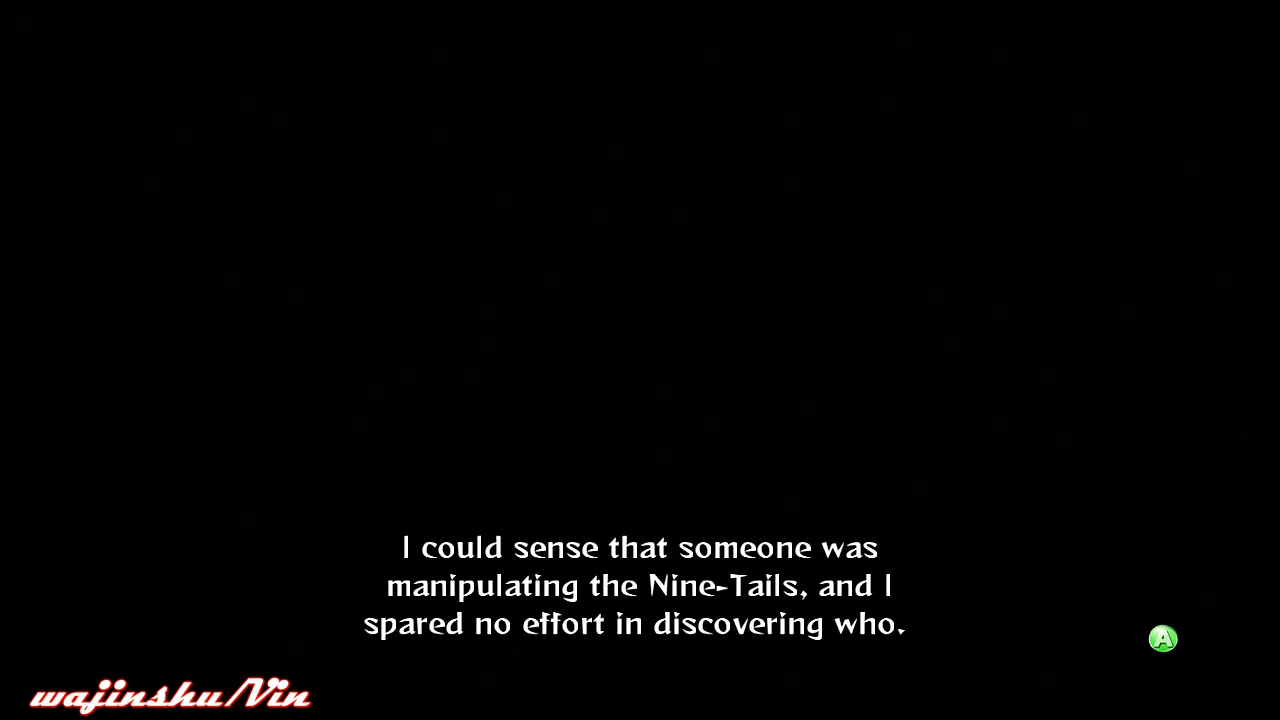 I could sense that someone was
manipulating the Nine-Tails, and I
spared no effort in discovering who.
A
wajinshu/Vin